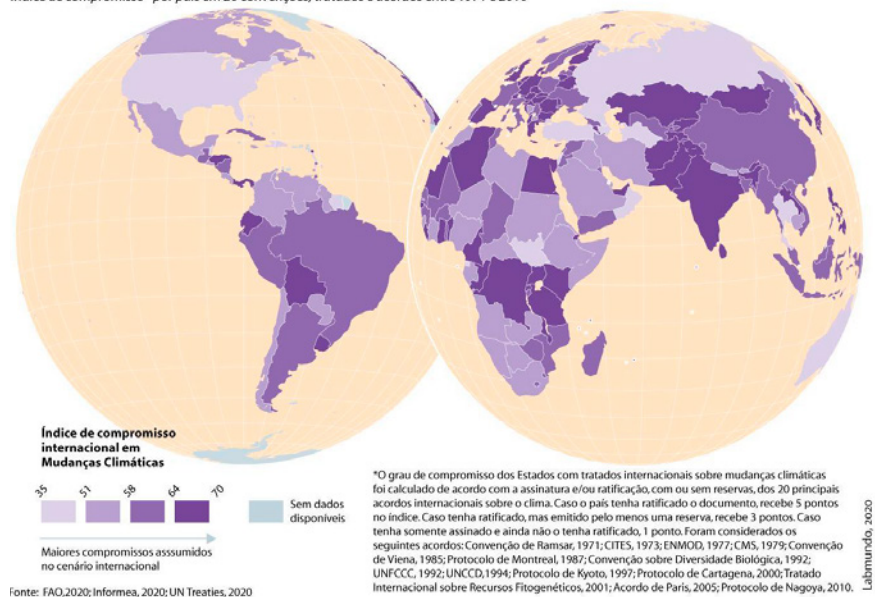 Índice de compromisso
internacional em
Mudanças Climáticas
35 51 58 64 70
Sem dados
disponíveis
Maiores compromissos asssumidos
no cenário internacional
*O grau de compromisso dos Estados com tratados internacionais sobre mudanças climáticas
foi calculado de acordo com a assinatura e/ou ratificação, com ou sem reservas, dos 20 principais
acordos internacionais sobre o clima. Caso o país tenha ratificado o documento, recebe 5 pontos
no índice. Caso tenha ratificado, mas emitido pelo menos uma reserva, recebe 3 pontos. Caso
tenha somente assinado e ainda não o tenha ratificado, 1 ponto. Foram considerados os
seguintes acordos: Convenção de Ramsar, 1971; CITES, 1973; ENMOD, 1977; CMS, 1979; Convenção
de Viena, 1985; Protocolo de Montreal, 1987; Convenção sobre Diversidade Biológica, 1992;
UNFCCC, 1992; UNCCD,1994; Protocolo de Kyoto, 1997; Protocolo de Cartagena, 2000; Tratado
Internacional sobre Recursos Fitogenéticos, 2001; Acordo de Paris, 2005; Protocolo de Nagoya, 2010.
Fonte: FAO,2020; Informea, 2020; UN Treaties, 2020
Labmundo, 2020